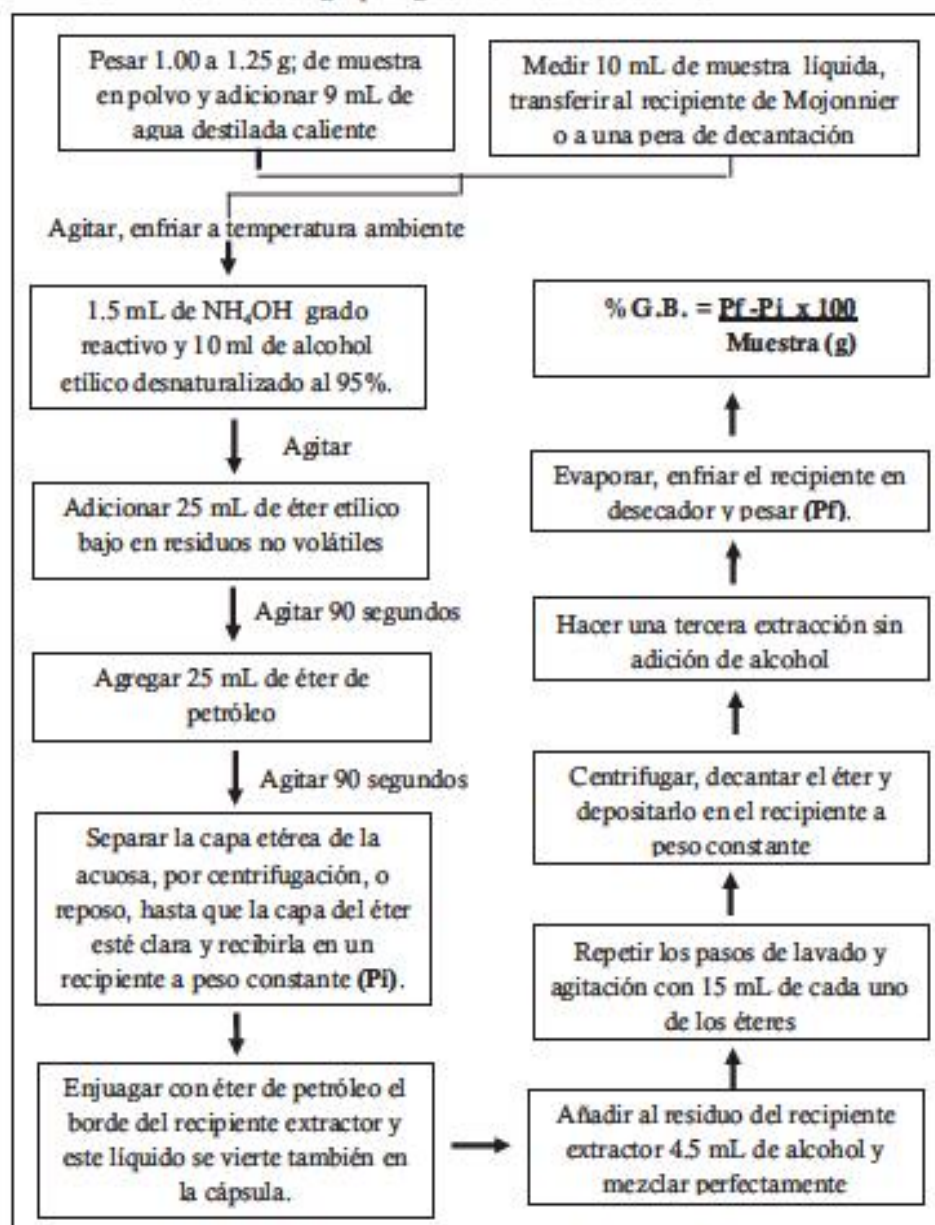 Pesar 1.00 a 1.25 g; de muestra
en polvo y adicionar 9 mL de
agua destilada caliente
Medir 10 mL de muestra líquida,
transferir al recipiente de Mojonnier
o a una pera de decantación
Agitar, enfriar a temperatura ambiente
1.5 mL de NH₄OH grado
reactivo y 10 ml de alcohol
etílico desnaturalizado al 95%.
Agitar
Adicionar 25 mL de éter etílico
bajo en residuos no volátiles
Agitar 90 segundos
Agregar 25 mL de éter de
petróleo
Agitar 90 segundos
Separar la capa etérea de la
acuosa, por centrifugación, o
reposo, hasta que la capa del éter
esté clara y recibirla en un
recipiente a peso constante (Pi).
Enjuagar con éter de petróleo el
borde del recipiente extractor y
este líquido se vierte también en
la cápsula.
Añadir al residuo del recipiente
extractor 4.5 mL de alcohol y
mezclar perfectamente
Repetir los pasos de lavado y
agitación con 15 mL de cada uno
de los éteres
Centrifugar, decantar el éter y
depositarlo en el recipiente a
peso constante
Hacer una tercera extracción sin
adición de alcohol
Evaporar, enfriar el recipiente en
desecador y pesar (Pf).
% G.B. = Pf -Pi x 100
Muestra (g)